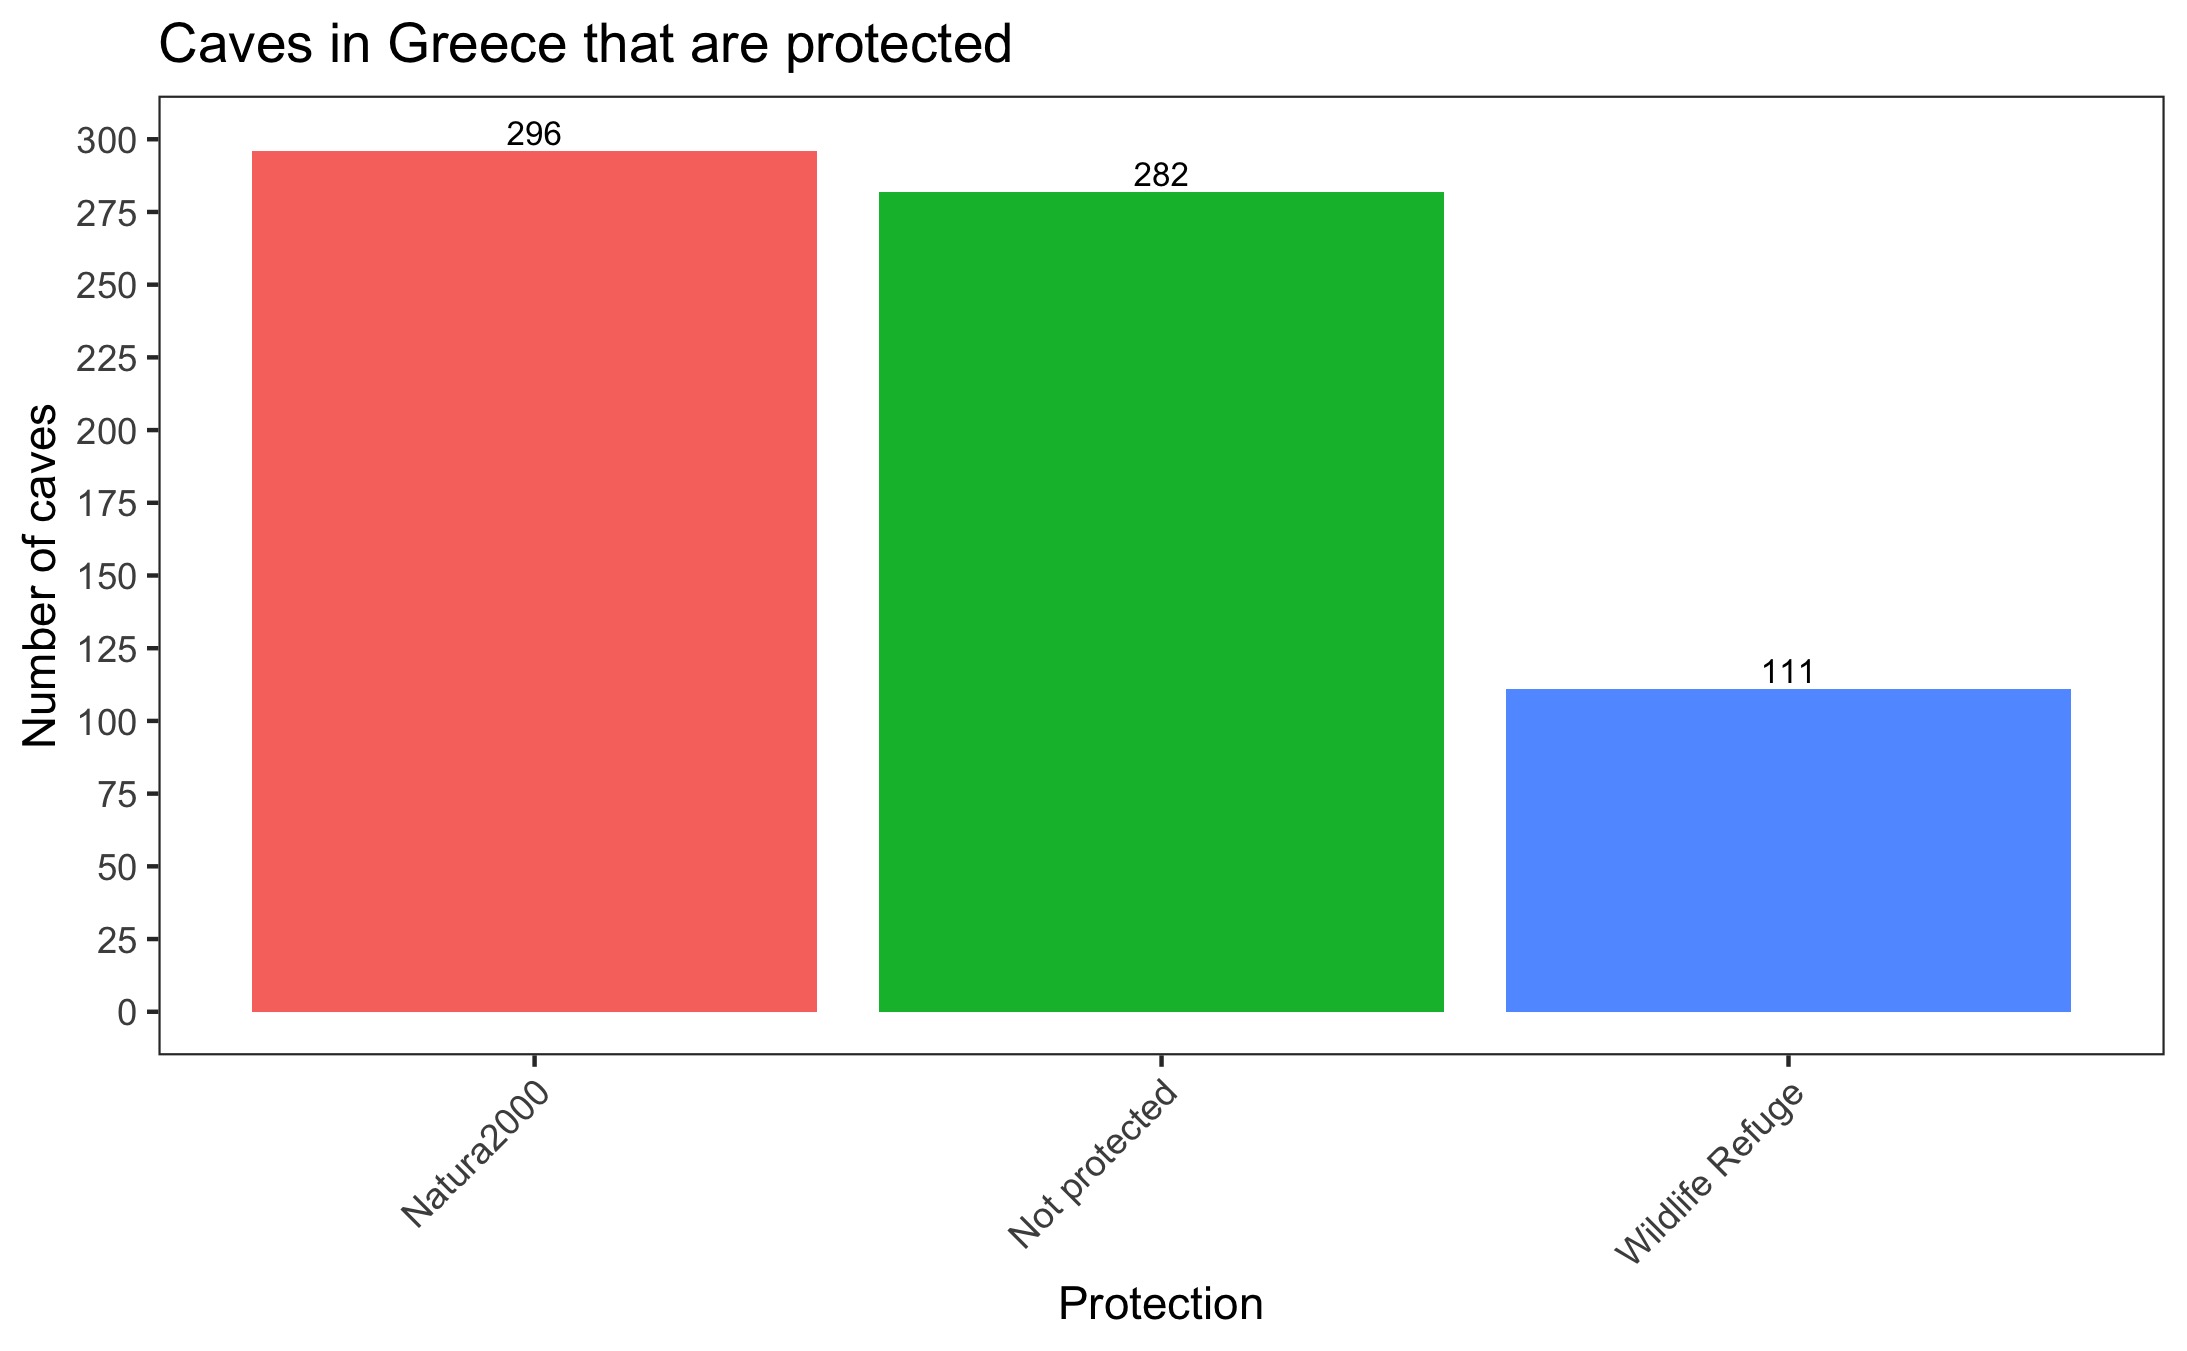 Caves in Greece that are protected
Number of caves
300
275
250
225
200
175
150
125
100
75
50
25
0
296
282
111
Natura2000
Not protected
Wildlife Refuge
Protection